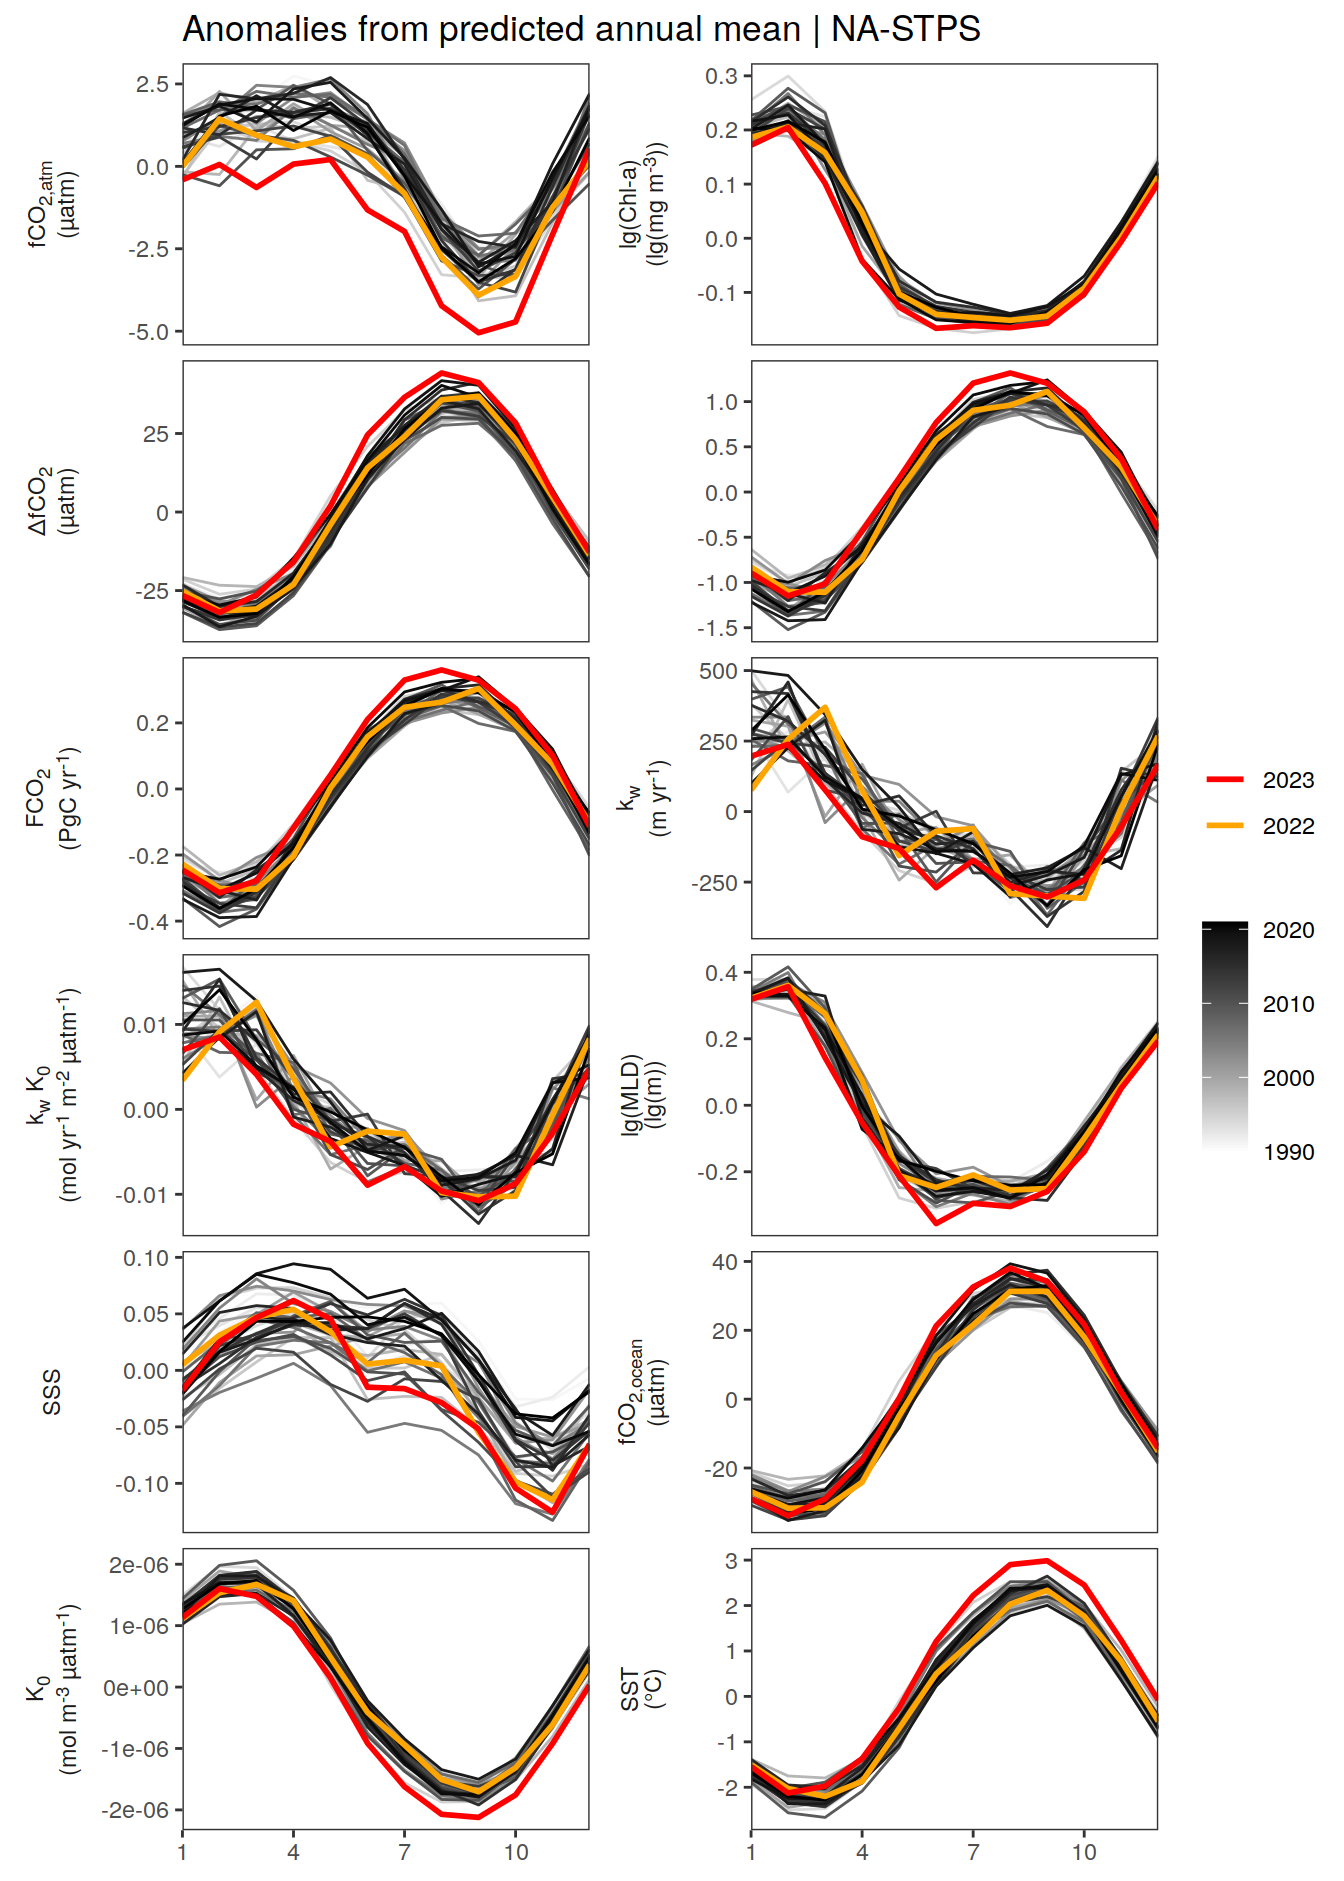 Anomalies from predicted annual mean | NA-STPS
fCO2,atm
(µatm)
2.5
0.0
-2.5
-5.0
lg(Chl-a)
(lg(mg m-3))
0.3
0.2
0.1
0.0
-0.1
ΔfCO2
(µatm)
25
0
-25
1.0
0.5
0.0
-0.5
-1.0
-1.5
FCO2
(PgC yr-1)
0.2
0.0
-0.2
-0.4
kw
(m yr-1)
500
250
0
-250
kw K0
(mol yr-1 m-2 µatm-1)
0.01
0.00
-0.01
lg(MLD)
(lg(m))
0.4
0.2
0.0
-0.2
SSS
0.10
0.05
0.00
-0.05
-0.10
fCO2,ocean
(µatm)
40
20
0
-20
K0
(mol m-3 µatm-1)
2e-06
1e-06
0e+00
-1e-06
-2e-06
SST
(°C)
3
2
1
0
-1
-2
1 4 7 10
1 4 7 10
2023
2022
2020
2010
2000
1990